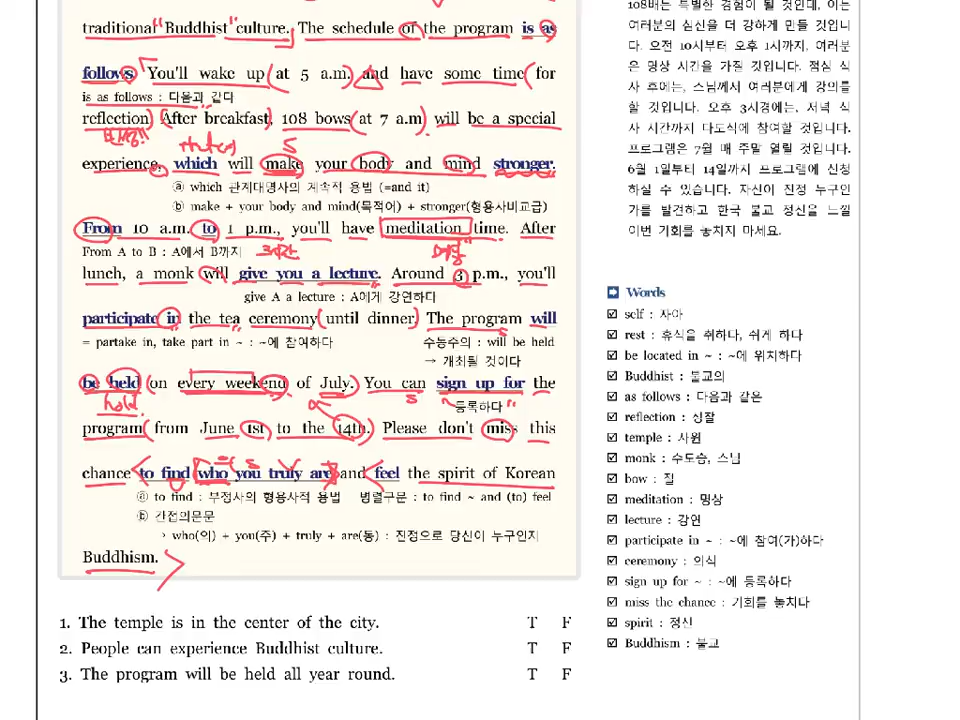 traditional Buddhist culture. The schedule of the program is as
follows. You'll wake up at 5 a.m. and have some time for
is as follows : 다음과 같다
reflection. After breakfast, 108 bows at 7 a.m will be a special
반성!!
experience, which will make your body and mind stronger.
S
ⓐ which 관계대명사의 계속적 용법 (=and it)
ⓑ make + your body and mind(목적어) + stronger(형용사비교급)
From 10 a.m. to 1 p.m., you'll have meditation time. After
From A to B : A에서 B까지
3시간
명상
lunch, a monk will give you a lecture. Around 3 p.m., you'll
give A a lecture : A에게 강연하다
participate in the tea ceremony until dinner. The program will
= partake in, take part in ~ : ~에 참여하다
수동주의 : will be held
→ 개최될 것이다
be held on every weekend of July. You can sign up for the
hold
S
등록하다
program from June 1st to the 14th. Please don't miss this
chance to find who you truly are and feel the spirit of Korean
S
ⓐ to find : 부정사의 형용사적 용법 병렬구문 : to find ~ and (to) feel
ⓑ 간접의문문
→ who(의) + you(주) + truly + are(동) : 진정으로 당신이 누구인지
Buddhism.
1. The temple is in the center of the city. T F
2. People can experience Buddhist culture. T F
3. The program will be held all year round. T F
108배는 특별한 경험이 될 것인데, 이는
여러분의 심신을 더 강하게 만들 것입니
다. 오전 10시부터 오후 1시까지, 여러분
은 명상 시간을 가질 것입니다. 점심 식
사 후에는, 스님께서 여러분에게 강의를
할 것입니다. 오후 3시경에는, 저녁 식
사 시간까지 다도식에 참여할 것입니다.
프로그램은 7월 매 주말 열릴 것입니다.
6월 1일부터 14일까지 프로그램에 신청
하실 수 있습니다. 자신이 진정 누구인
가를 발견하고 한국 불교 정신을 느낄
이번 기회를 놓치지 마세요.
Words
☑ self : 자아
☑ rest : 휴식을 취하다, 쉬게 하다
☑ be located in ~ : ~에 위치하다
☑ Buddhist : 불교의
☑ as follows : 다음과 같은
☑ reflection : 성찰
☑ temple : 사원
☑ monk : 수도승, 스님
☑ bow : 절
☑ meditation : 명상
☑ lecture : 강연
☑ participate in ~ : ~에 참여(가)하다
☑ ceremony : 의식
☑ sign up for ~ : ~에 등록하다
☑ miss the chance : 기회를 놓치다
☑ spirit : 정신
☑ Buddhism : 불교